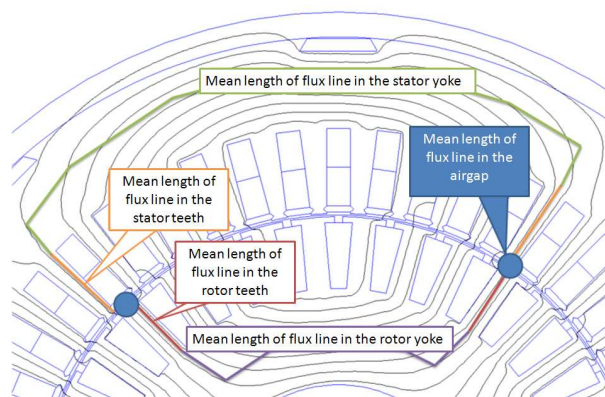 Mean length of flux line in the stator yoke
Mean length of
flux line in the
airgap
Mean length of
flux line in the
stator teeth
Mean length of
flux line in the
rotor teeth
Mean length of flux line in the rotor yoke